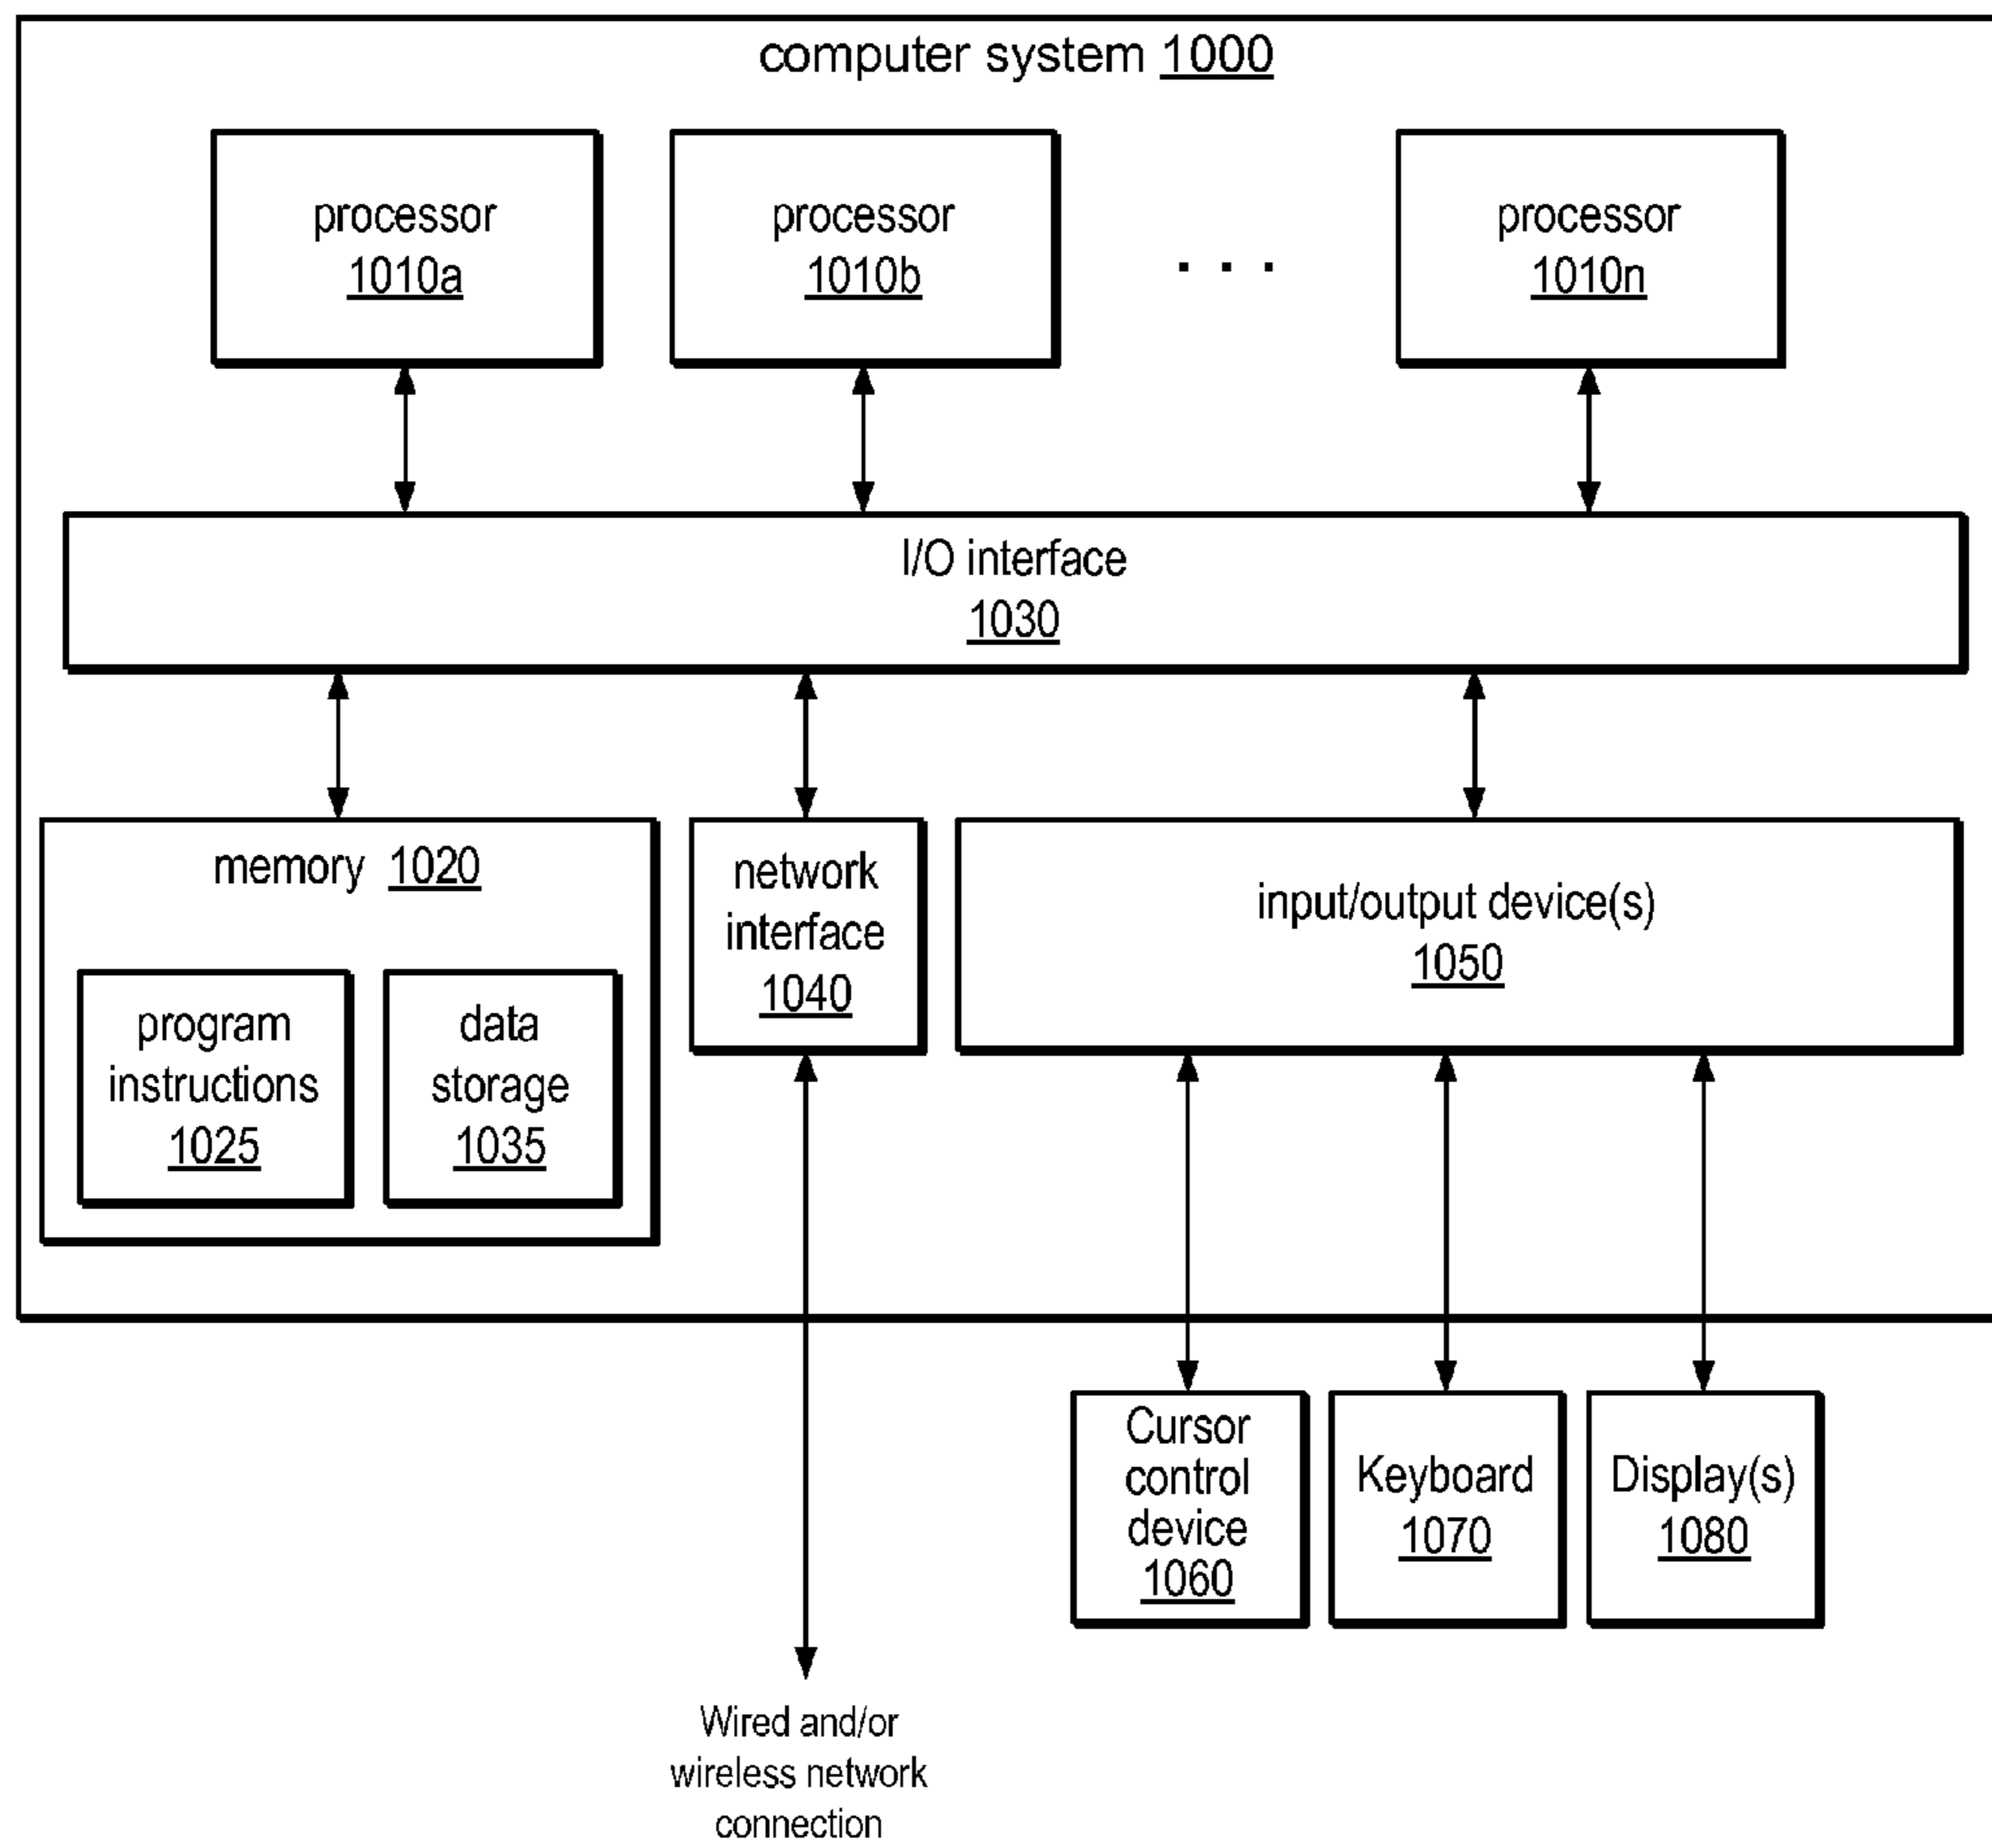 computer system 1000
processor
1010a
processor
1010b
. . .
processor
1010n
I/O interface
1030
memory 1020
program
instructions
1025
data
storage
1035
network
interface
1040
input/output device(s)
1050
Cursor
control
device
1060
Keyboard
1070
Display(s)
1080
Wired and/or
wireless network
connection